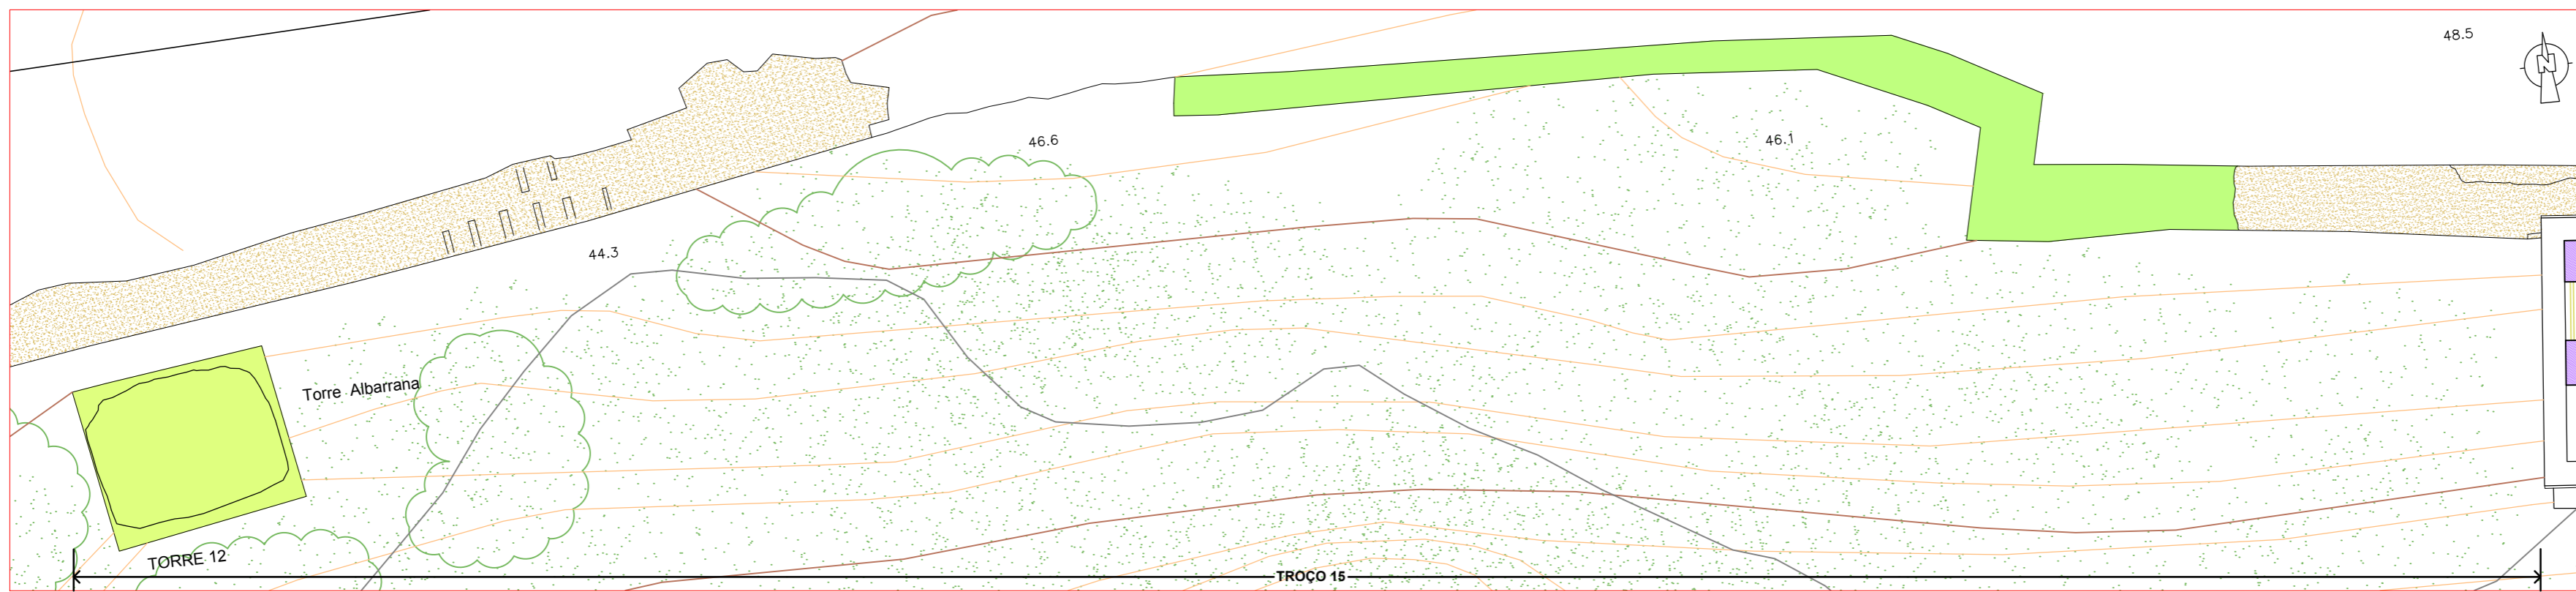 48.5
N
46.6
46.1
44.3
Torre Albarrana
TORRE 12
TROÇO 15